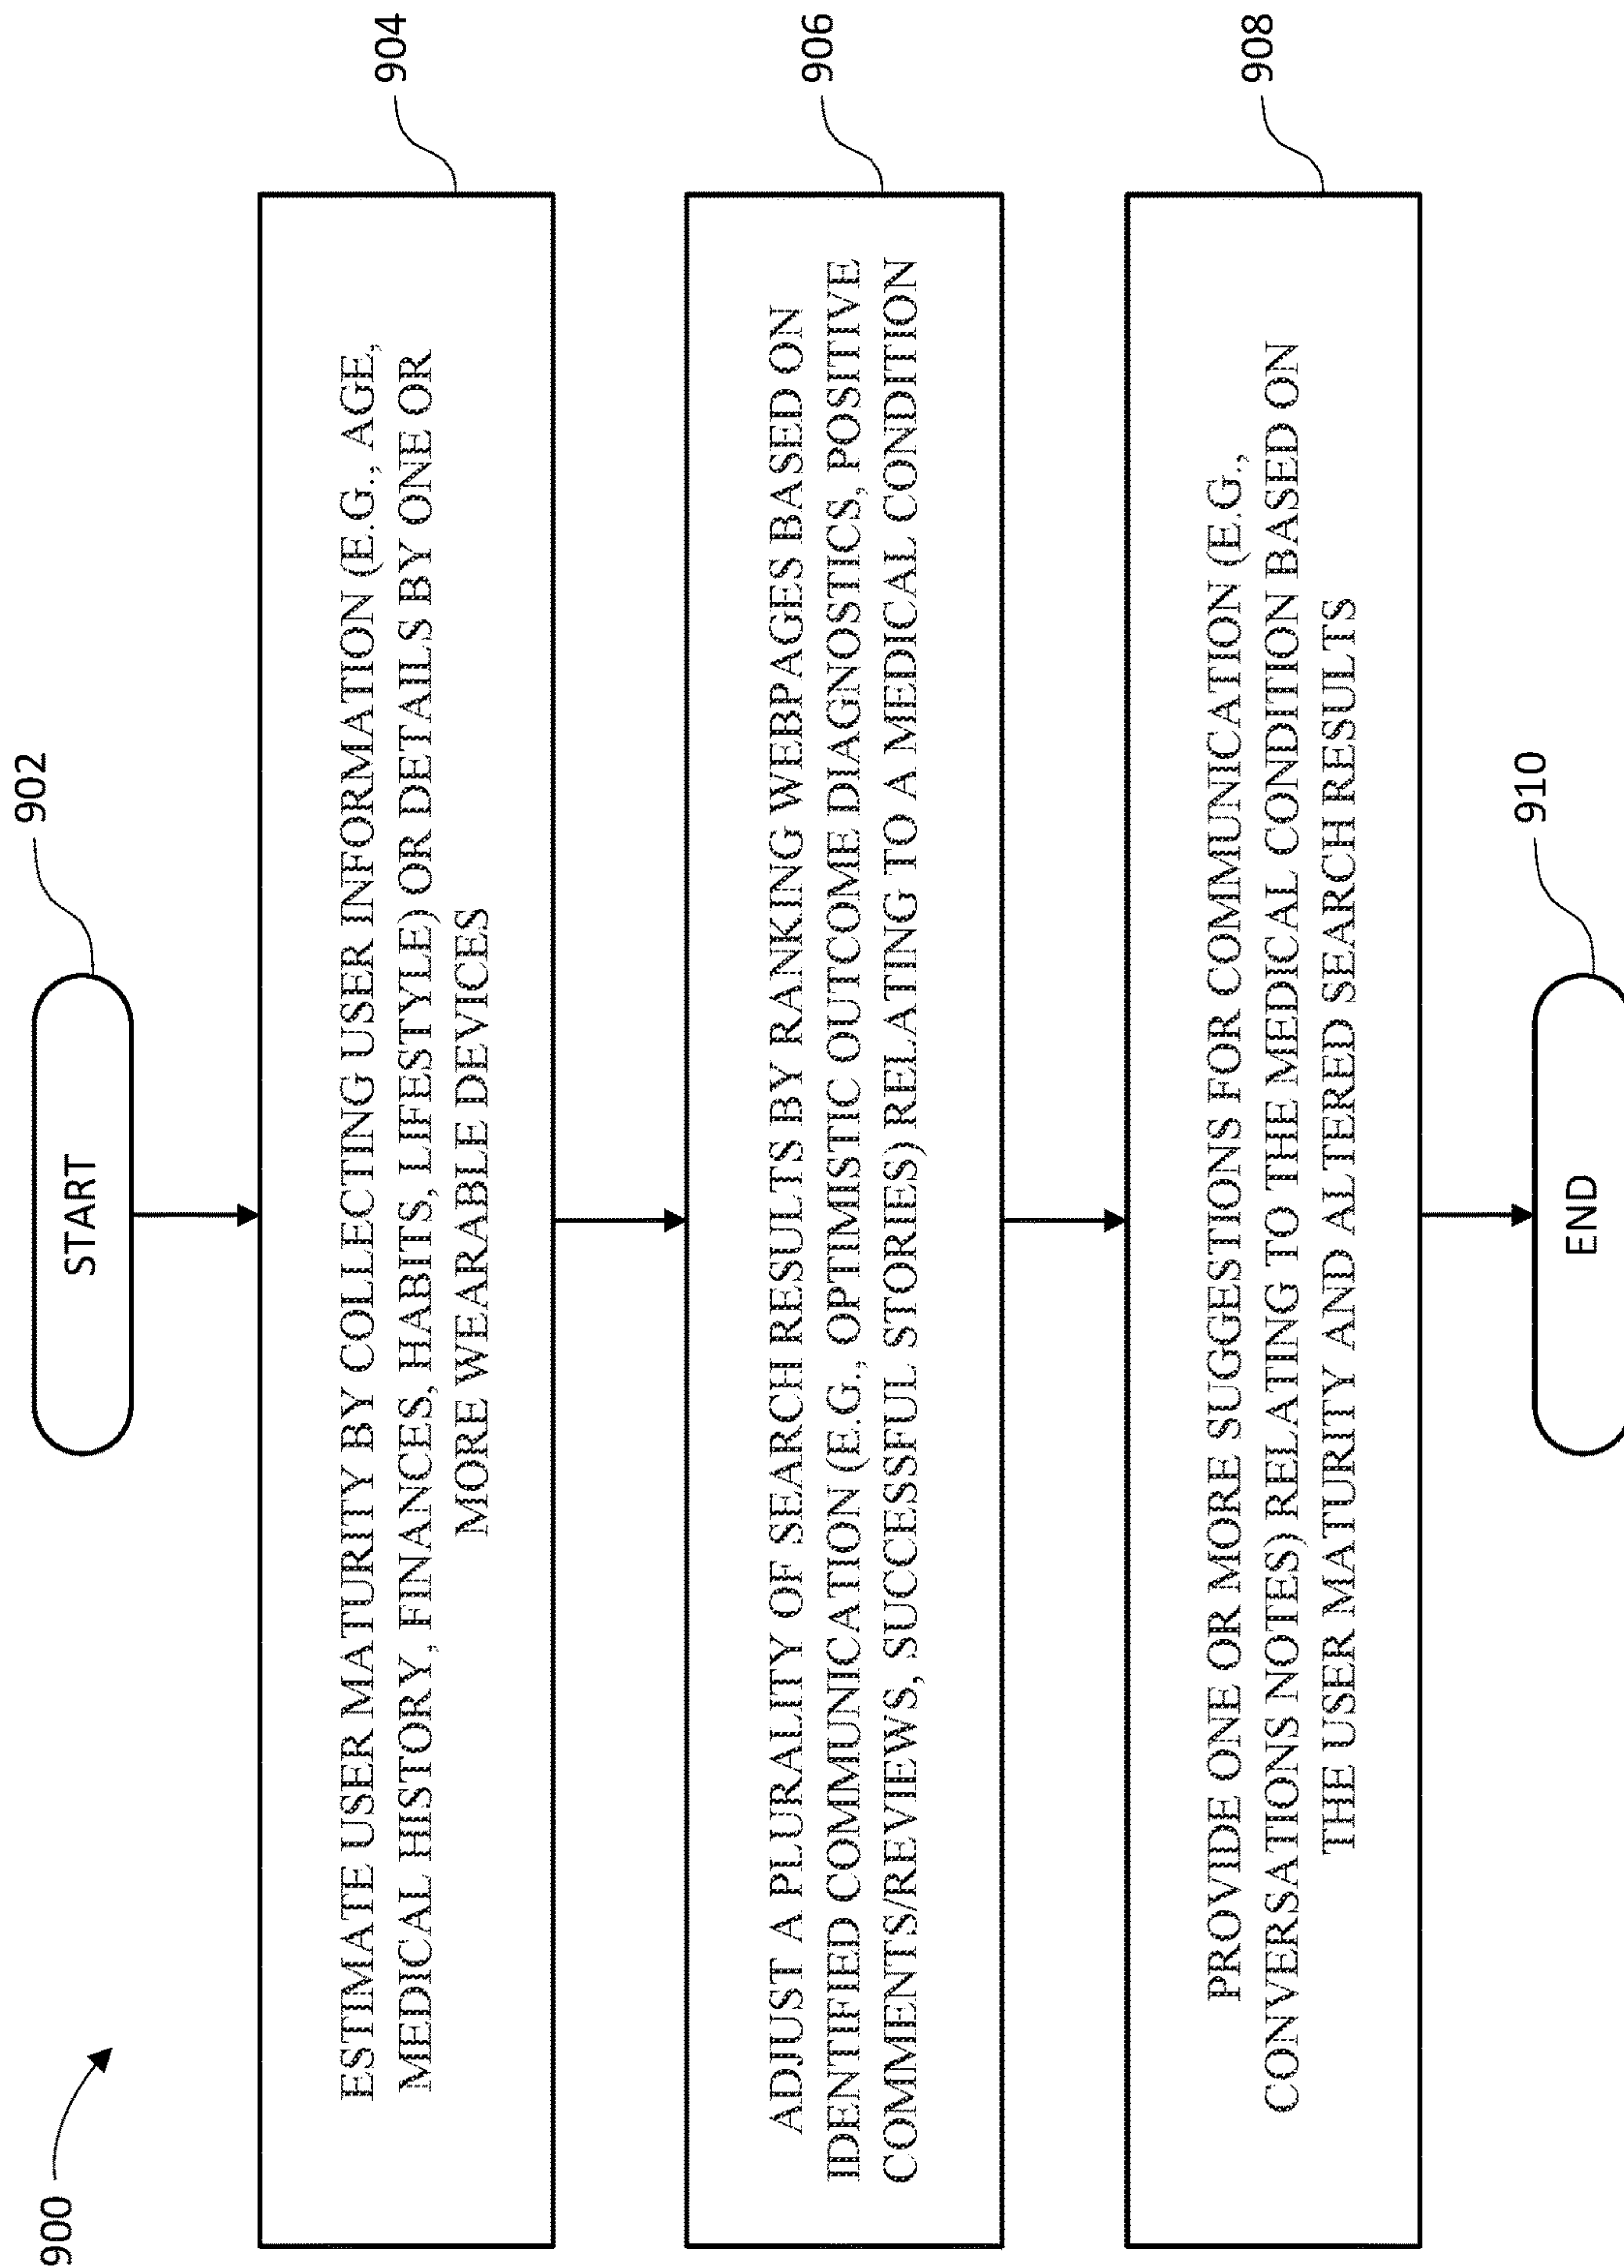 900
START
902
ESTIMATE USER MATURITY BY COLLECTING USER INFORMATION (E.G., AGE,
MEDICAL HISTORY, FINANCES, HABITS, LIFESTYLE) OR DETAILS BY ONE OR
MORE WEARABLE DEVICES
904
ADJUST A PLURALITY OF SEARCH RESULTS BY RANKING WEBPAGES BASED ON
IDENTIFIED COMMUNICATION (E.G., OPTIMISTIC OUTCOME DIAGNOSTICS, POSITIVE
COMMENTS/REVIEWS, SUCCESSFUL STORIES) RELATING TO A MEDICAL CONDITION
906
PROVIDE ONE OR MORE SUGGESTIONS FOR COMMUNICATION (E.G.,
CONVERSATIONS NOTES) RELATING TO THE MEDICAL CONDITION BASED ON
THE USER MATURITY AND ALTERED SEARCH RESULTS
908
END
910